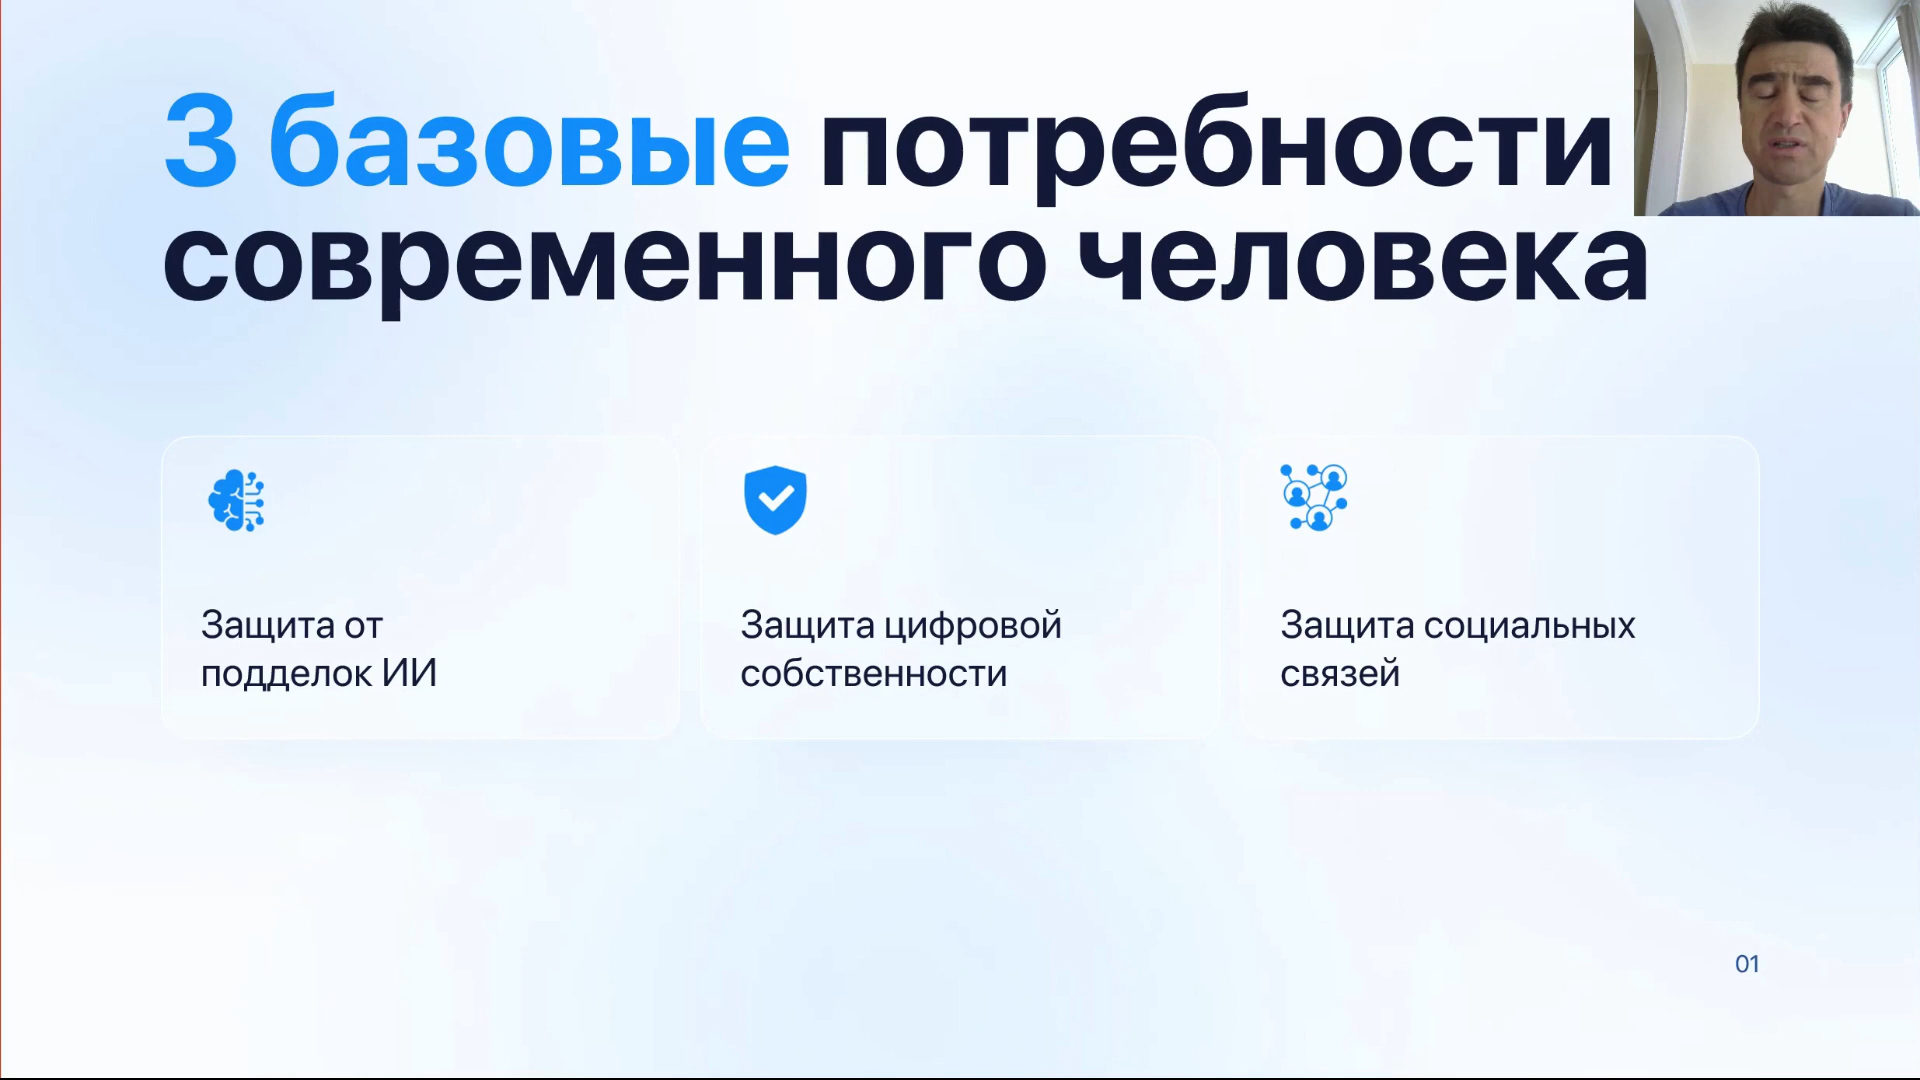 3 базовые потребности
современного человека
Защита от
подделок ИИ
Защита цифровой
собственности
Защита социальных
связей
01